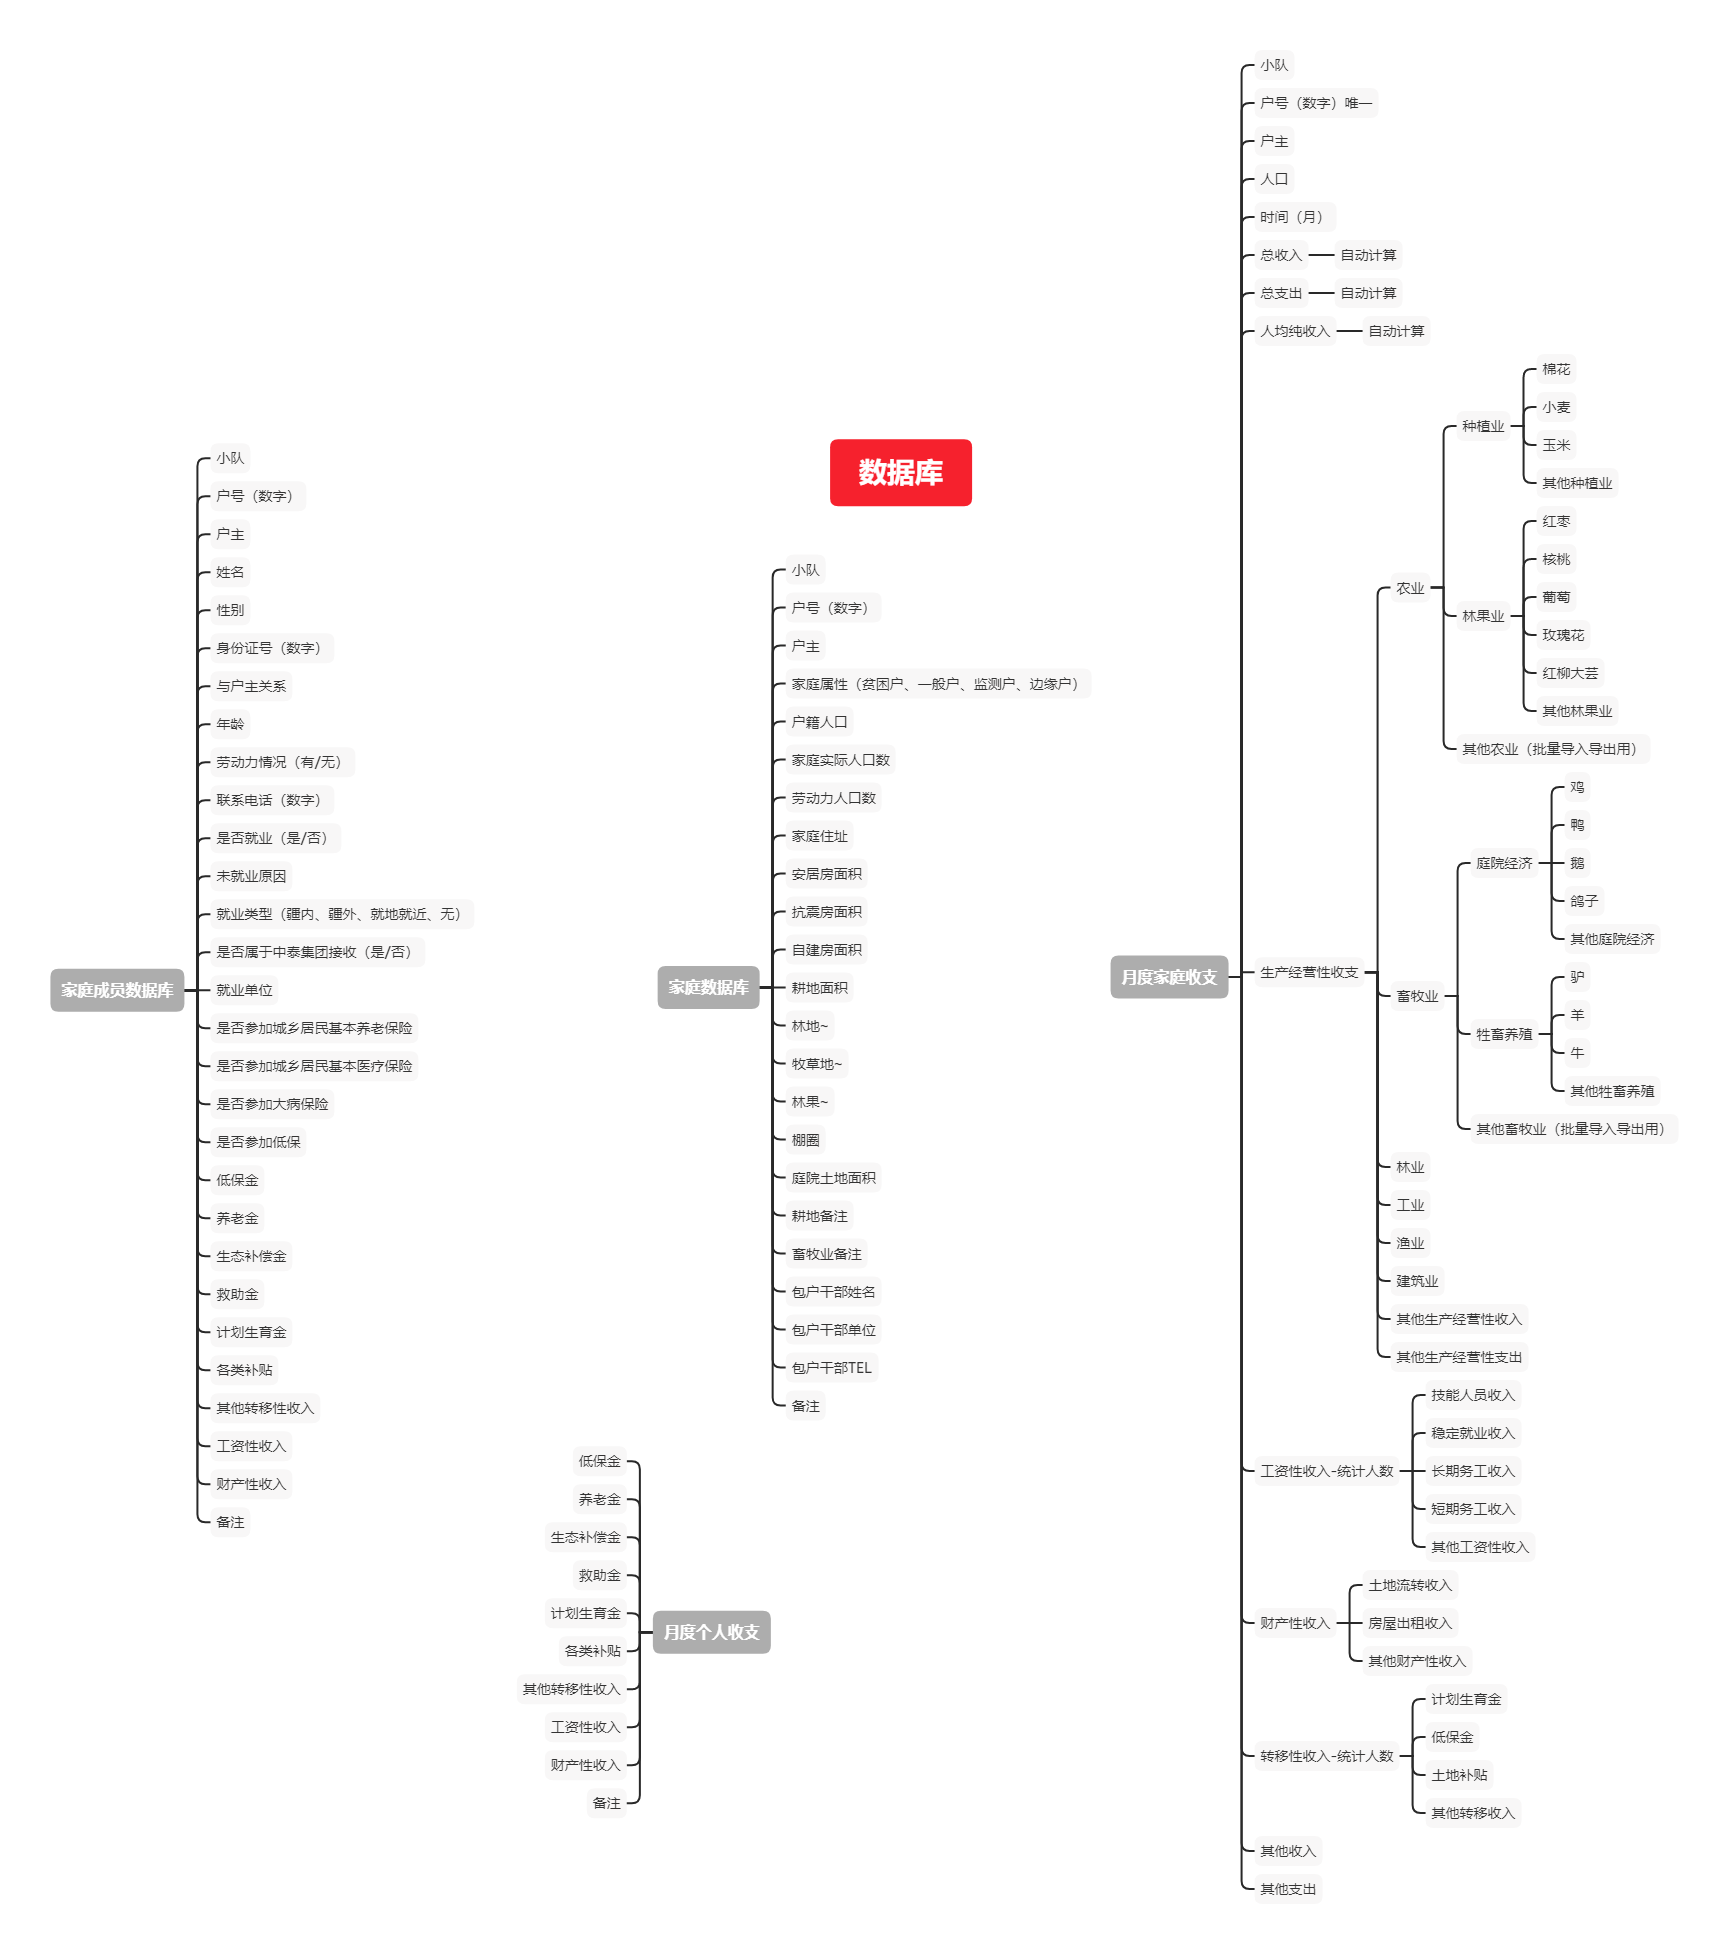 数据库
家庭成员数据库
小队
户号（数字）
户主
姓名
性别
身份证号（数字）
与户主关系
年龄
劳动力情况（有/无）
联系电话（数字）
是否就业（是/否）
未就业原因
就业类型（疆内、疆外、就地就近、无）
是否属于中泰集团接收（是/否）
就业单位
是否参加城乡居民基本养老保险
是否参加城乡居民基本医疗保险
是否参加大病保险
是否参加低保
低保金
养老金
生态补偿金
救助金
计划生育金
各类补贴
其他转移性收入
工资性收入
财产性收入
备注
家庭数据库
小队
户号（数字）
户主
家庭属性（贫困户、一般户、监测户、边缘户）
户籍人口
家庭实际人口数
劳动力人口数
家庭住址
安居房面积
抗震房面积
自建房面积
耕地面积
林地~
牧草地~
林果~
棚圈
庭院土地面积
耕地备注
畜牧业备注
包户干部姓名
包户干部单位
包户干部TEL
备注
月度个人收支
低保金
养老金
生态补偿金
救助金
计划生育金
各类补贴
其他转移性收入
工资性收入
财产性收入
备注
月度家庭收支
小队
户号（数字）唯一
户主
人口
时间（月）
总收入
自动计算
总支出
自动计算
人均纯收入
自动计算
生产经营性收支
农业
种植业
棉花
小麦
玉米
其他种植业
林果业
红枣
核桃
葡萄
玫瑰花
红柳大芸
其他林果业
其他农业（批量导入导出用）
畜牧业
庭院经济
鸡
鸭
鹅
鸽子
其他庭院经济
牲畜养殖
驴
羊
牛
其他牲畜养殖
其他畜牧业（批量导入导出用）
林业
工业
渔业
建筑业
其他生产经营性收入
其他生产经营性支出
工资性收入-统计人数
技能人员收入
稳定就业收入
长期务工收入
短期务工收入
其他工资性收入
财产性收入
土地流转收入
房屋出租收入
其他财产性收入
转移性收入-统计人数
计划生育金
低保金
土地补贴
其他转移收入
其他收入
其他支出